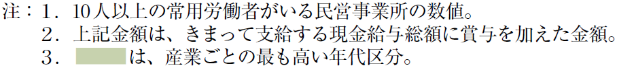 注：１．10人以上の常用労働者がいる民営事業所の数値。
２．上記金額は、きまって支給する現金給与総額に賞与を加えた金額。
３．は、産業ごとの最も高い年代区分。